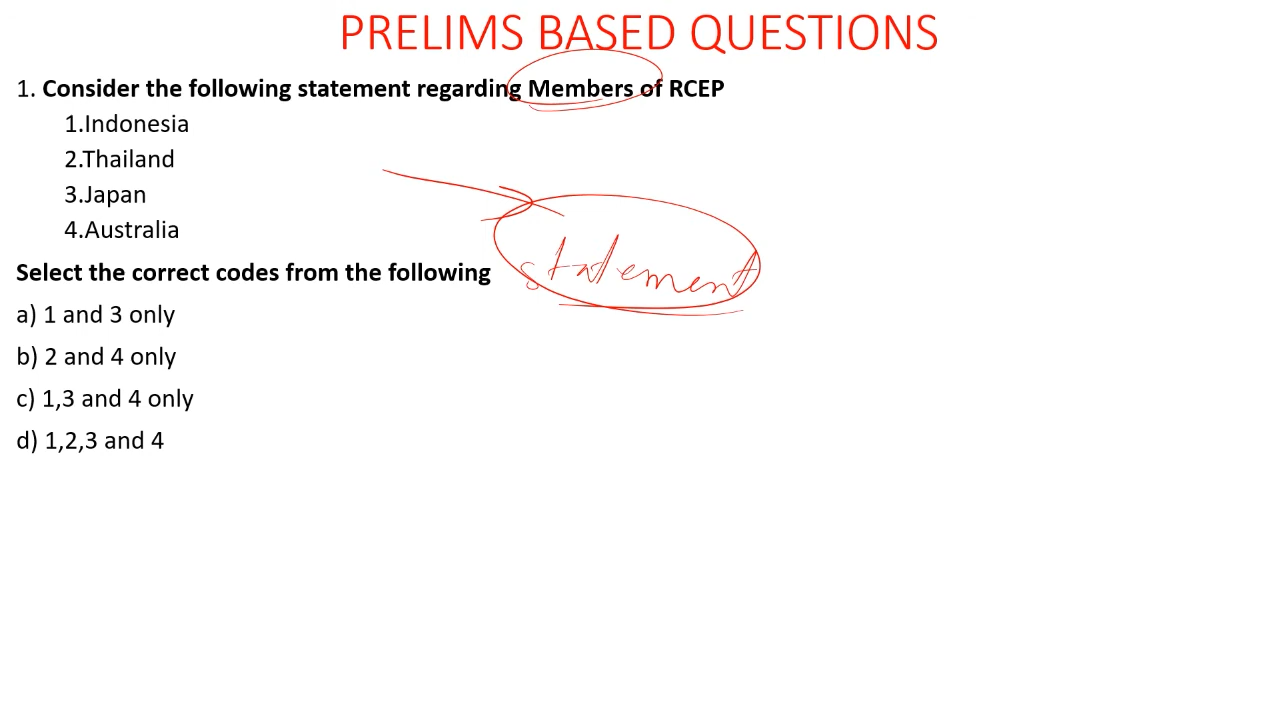 PRELIMS BASED QUESTIONS
1. Consider the following statement regarding Members of RCEP
1.Indonesia
2.Thailand
3.Japan
4.Australia
Select the correct codes from the following
statement
a) 1 and 3 only
b) 2 and 4 only
c) 1,3 and 4 only
d) 1,2,3 and 4